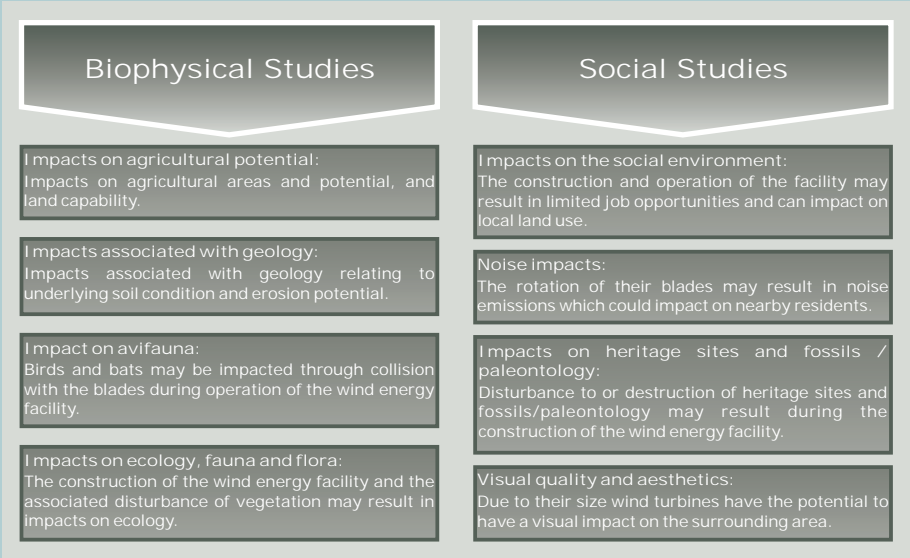 Biophysical Studies
Impacts on agricultural potential:
Impacts on agricultural areas and potential, and
land capability.
Impacts associated with geology:
Impacts associated with geology relating to
underlying soil condition and erosion potential.
Impact on avifauna:
Birds and bats may be impacted through collision
with the blades during operation of the wind energy
facility.
Impacts on ecology, fauna and flora:
The construction of the wind energy facility and the
associated disturbance of vegetation may result in
impacts on ecology.
Social Studies
Impacts on the social environment:
The construction and operation of the facility may
result in limited job opportunities and can impact on
local land use.
Noise impacts:
The rotation of their blades may result in noise
emissions which could impact on nearby residents.
Impacts on heritage sites and fossils /
paleontology:
Disturbance to or destruction of heritage sites and
fossils/paleontology may result during the
construction of the wind energy facility.
Visual quality and aesthetics:
Due to their size wind turbines have the potential to
have a visual impact on the surrounding area.